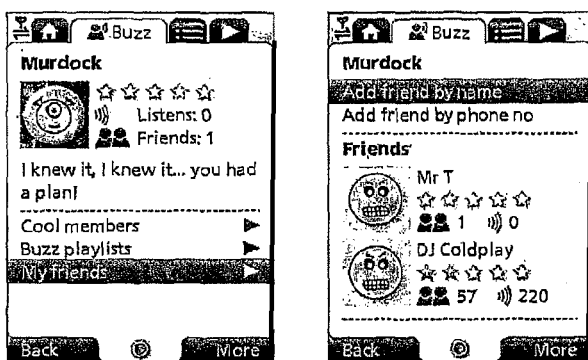 Buzz
Murdock
Listens: 0
Friends: 1
I knew it, I knew it... you had
a plan!
Cool members
Buzz playlists
My friends
Back
More
Buzz
Murdock
Add friend by name
Add friend by phone no
Friends
Mr T
1 0
DJ Coldplay
57 220
Back
More